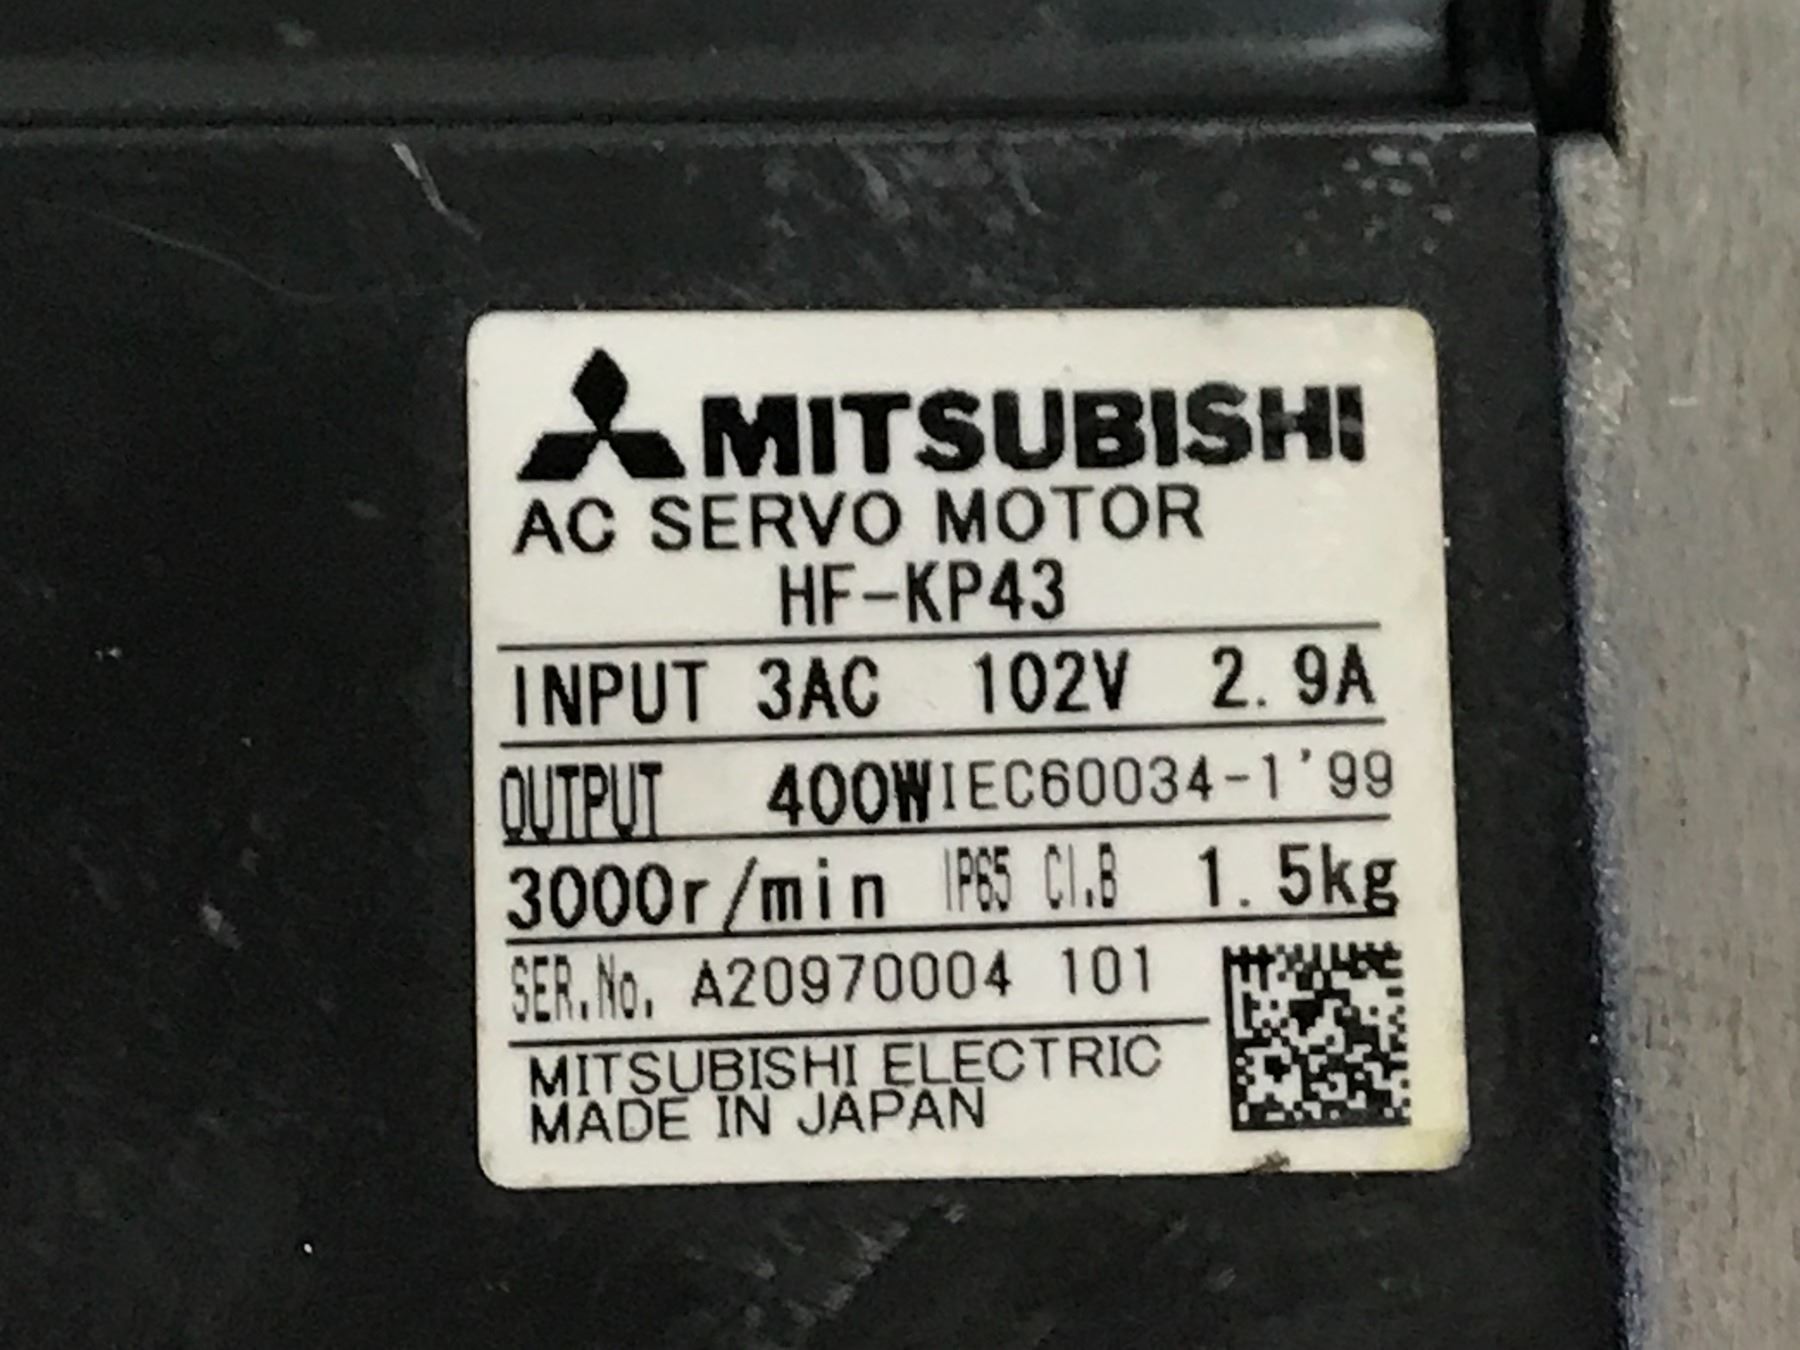 MITSUBISHI
AC SERVO MOTOR
HF-KP43
INPUT 3AC 102V 2.9A
OUTPUT 400W IEC60034-1'99
3000r/min IP65 CI.B 1.5kg
SER.No. A20970004 101
MITSUBISHI ELECTRIC
MADE IN JAPAN